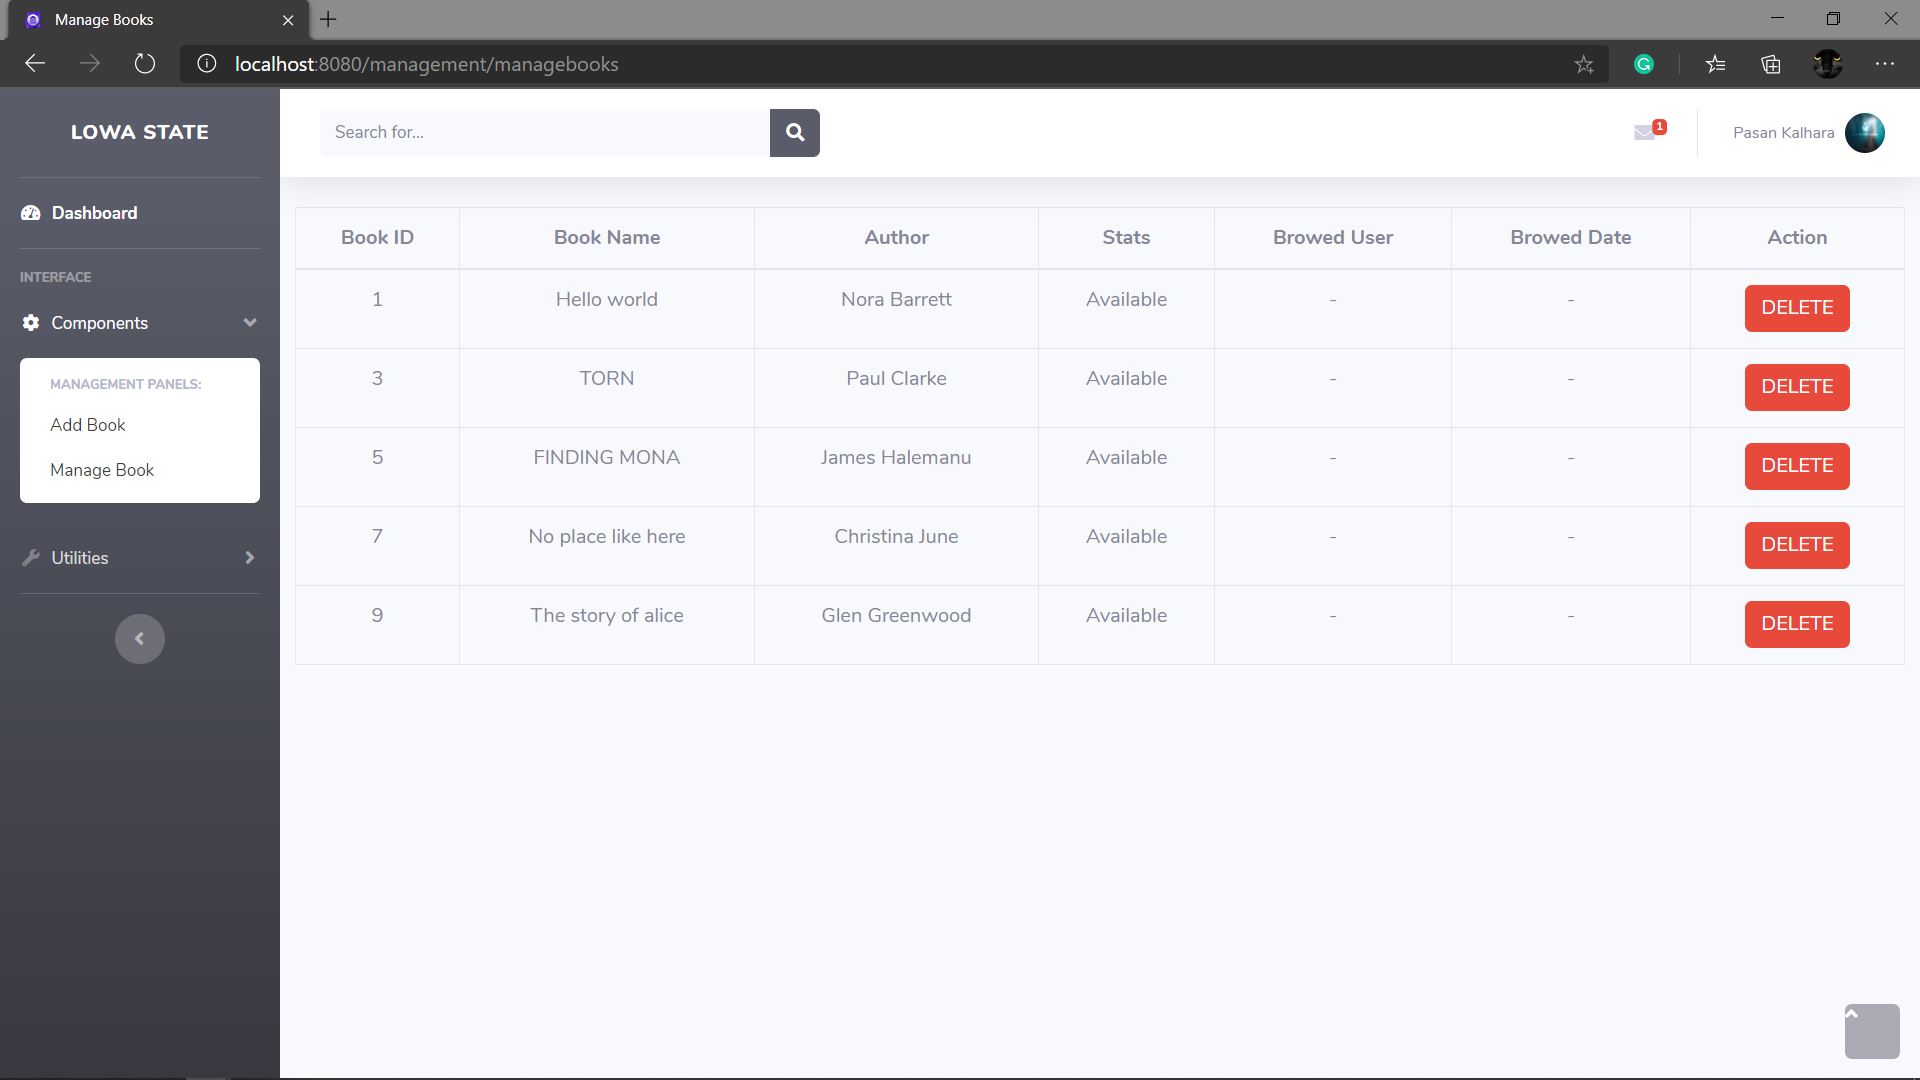 Manage Books
localhost:8080/management/managebooks
LOWA STATE
Search for...
1
Pasan Kalhara
Dashboard
INTERFACE
Components
MANAGEMENT PANELS:
Add Book
Manage Book
Utilities
Book ID Book Name Author Stats Browed User Browed Date Action
1 Hello world Nora Barrett Available - - DELETE
3 TORN Paul Clarke Available - - DELETE
5 FINDING MONA James Halemanu Available - - DELETE
7 No place like here Christina June Available - - DELETE
9 The story of alice Glen Greenwood Available - - DELETE